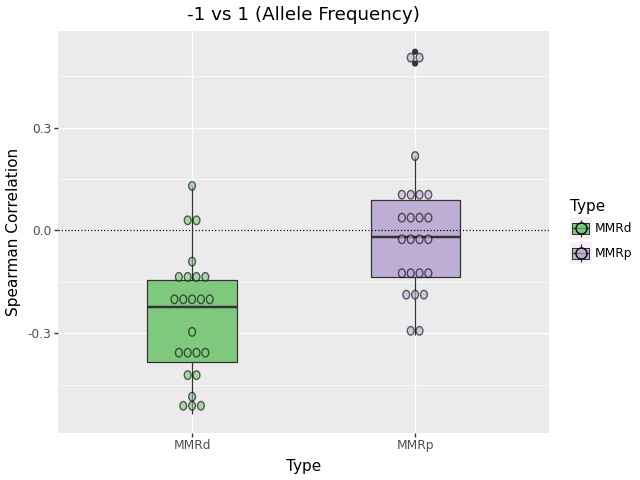 -1 vs 1 (Allele Frequency)
Spearman Correlation
0.3
0.0
-0.3
MMRd
MMRp
Type
Type
MMRd
MMRp